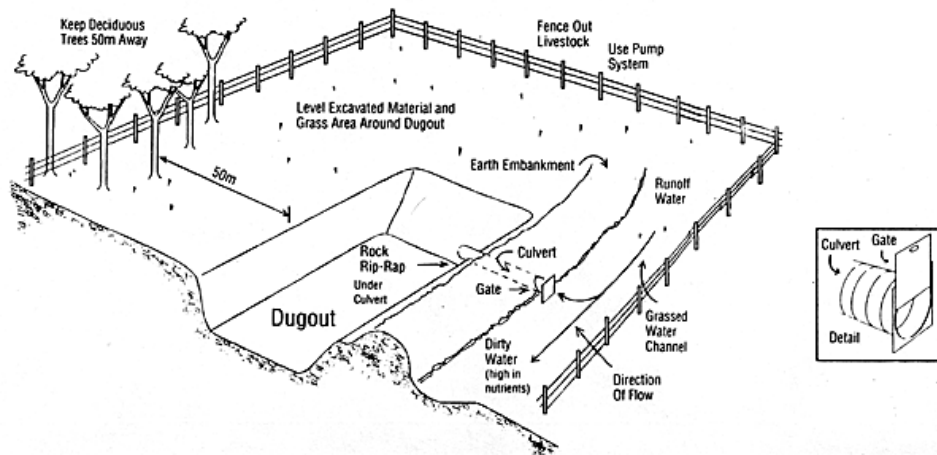 Keep Deciduous
Trees 50m Away
Fence Out
Livestock
Use Pump
System
Level Excavated Material and
Grass Area Around Dugout
50m
Earth Embankment
Runoff
Water
Rock
Rip-Rap
Under
Culvert
Culvert
Gate
Dugout
Dirty
Water
(high in
nutrients)
Grassed
Water
Channel
Direction
Of Flow
Culvert
Gate
Detail